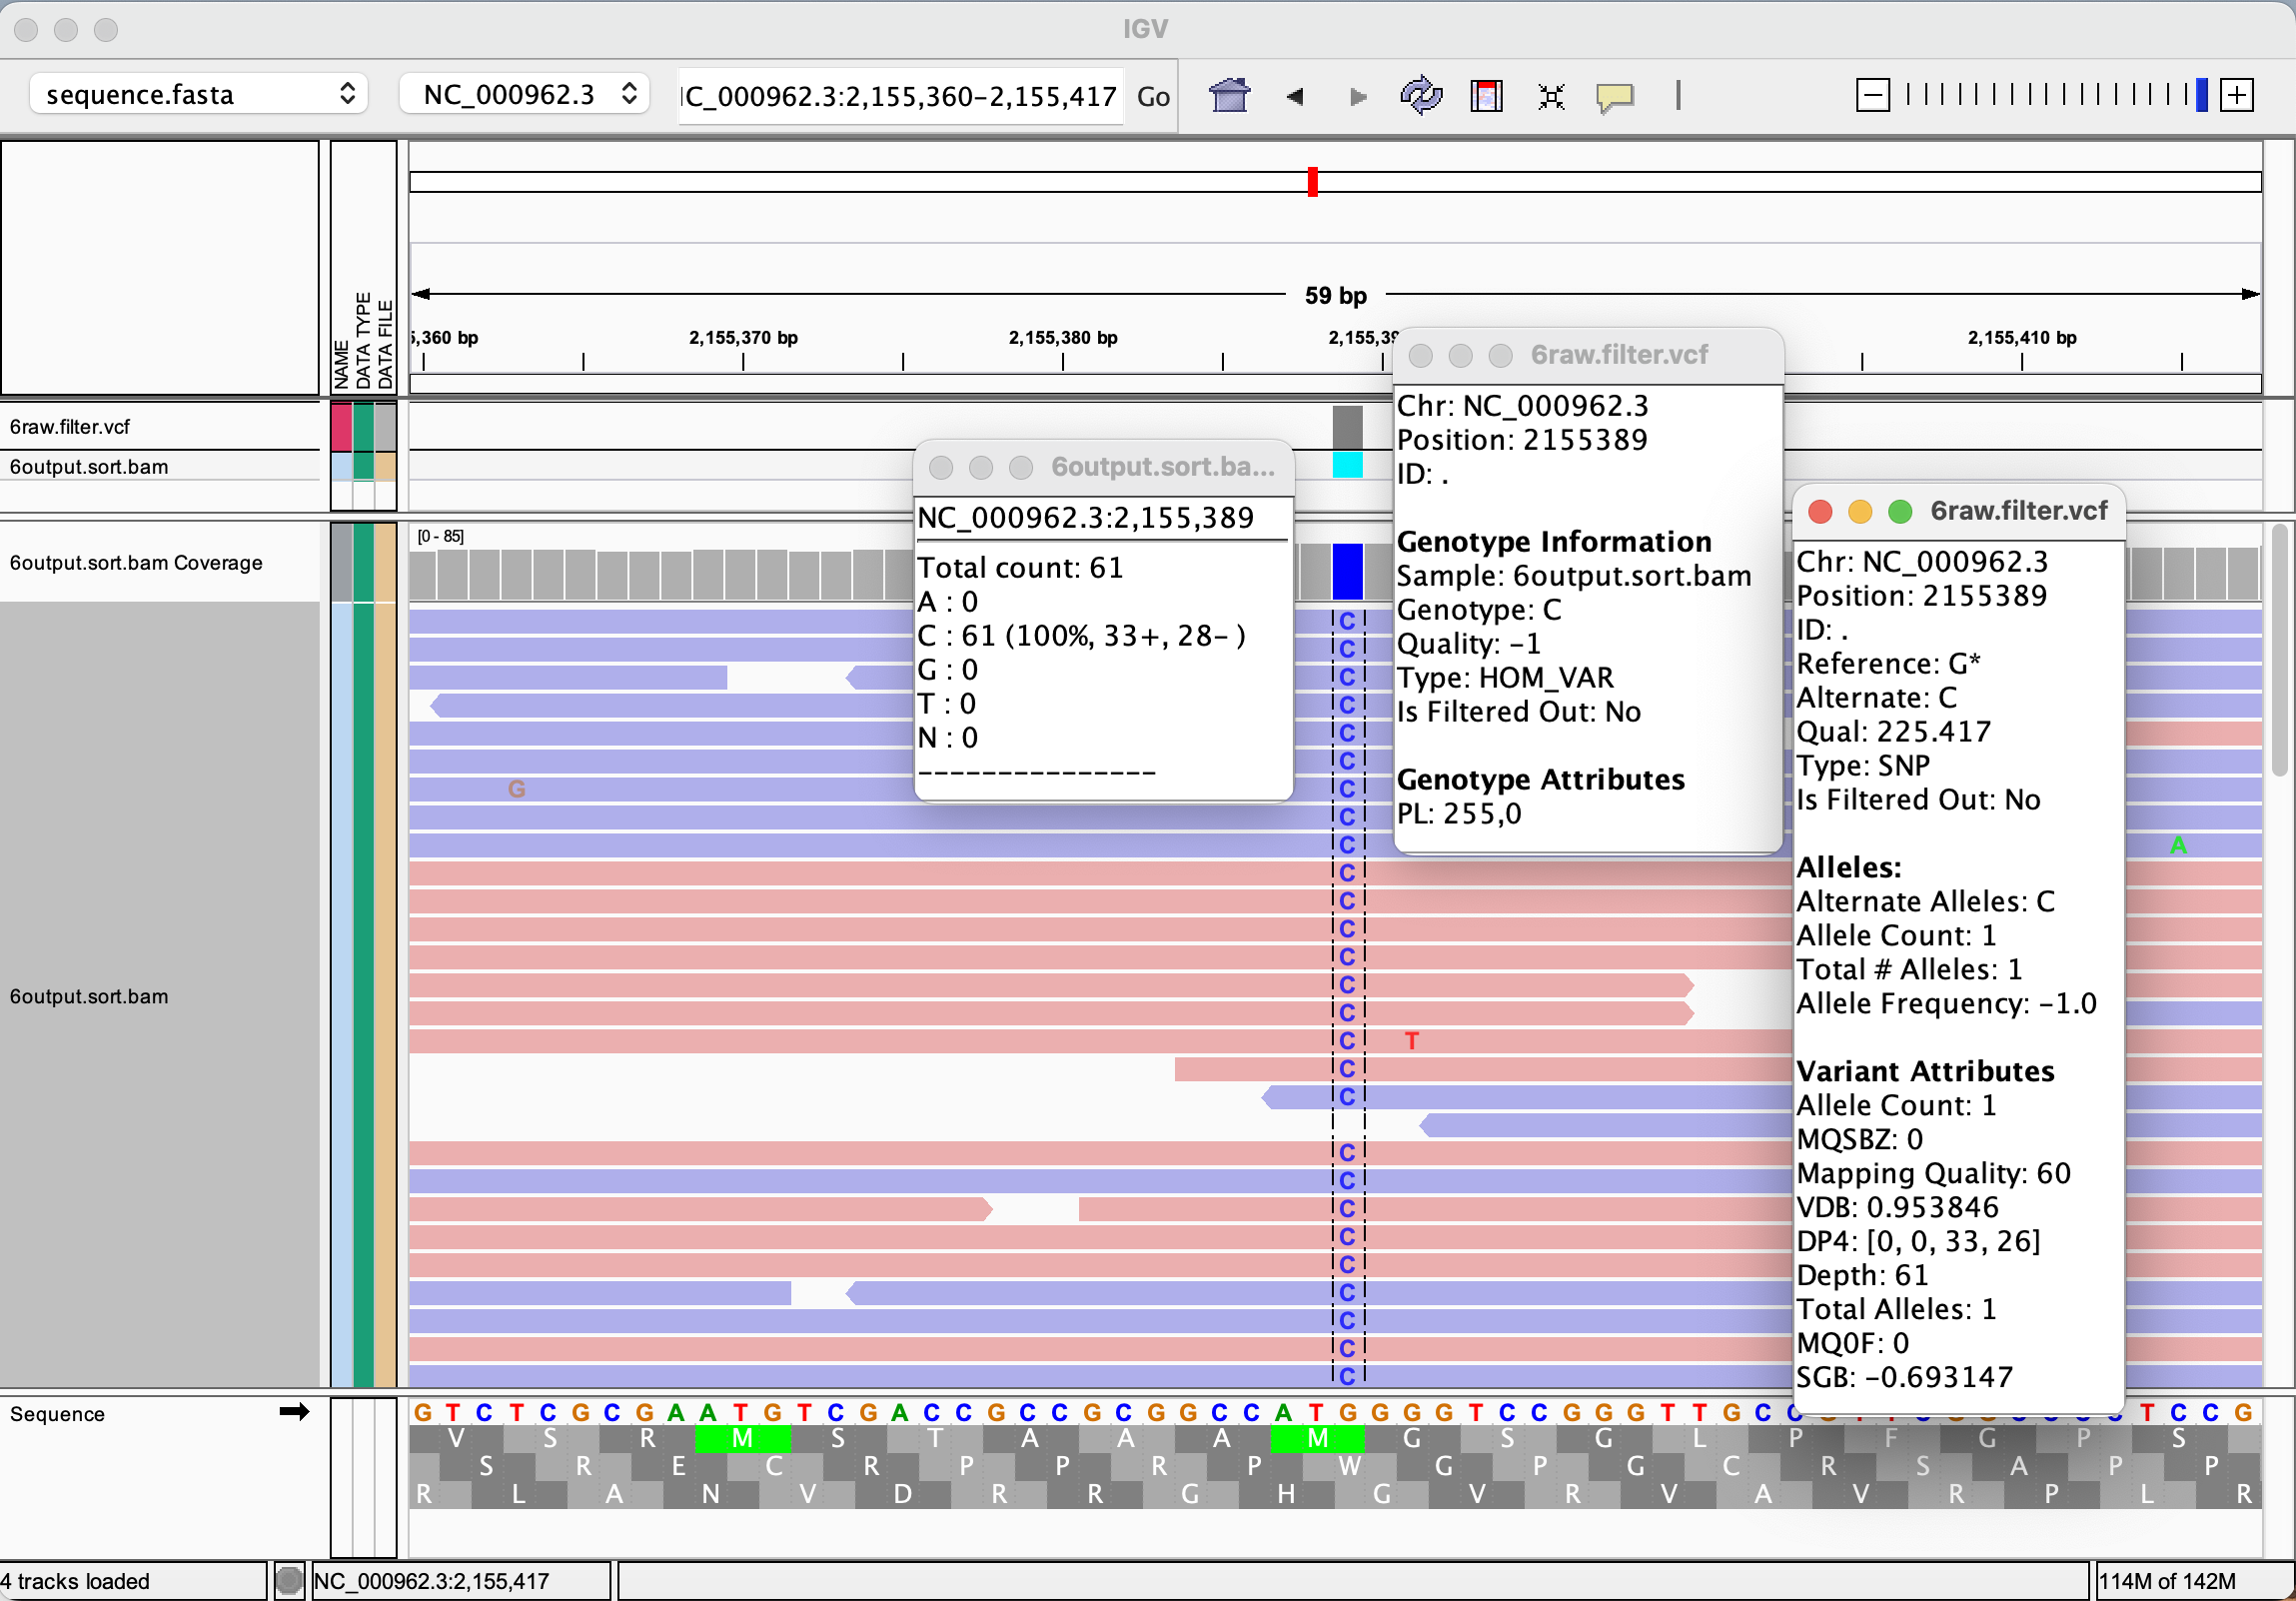 IGV
sequence.fasta
NC_000962.3
C_000962.3:2,155,360-2,155,417
Go
59 bp
5,360 bp
2,155,370 bp
2,155,380 bp
2,155,39
2,155,410 bp
NAME
DATA TYPE
DATA FILE
6raw.filter.vcf
6output.sort.bam
6output.sort.bam Coverage
[0 - 85]
6output.sort.bam
6output.sort.ba...
NC_000962.3:2,155,389
Total count: 61
A : 0
C : 61 (100%, 33+, 28- )
G : 0
T : 0
N : 0
---------------
6raw.filter.vcf
Chr: NC_000962.3
Position: 2155389
ID: .
Genotype Information
Sample: 6output.sort.bam
Genotype: C
Quality: -1
Type: HOM_VAR
Is Filtered Out: No
Genotype Attributes
PL: 255,0
6raw.filter.vcf
Chr: NC_000962.3
Position: 2155389
ID: .
Reference: G*
Alternate: C
Qual: 225.417
Type: SNP
Is Filtered Out: No
Alleles:
Alternate Alleles: C
Allele Count: 1
Total # Alleles: 1
Allele Frequency: -1.0
Variant Attributes
Allele Count: 1
MQSBZ: 0
Mapping Quality: 60
VDB: 0.953846
DP4: [0, 0, 33, 26]
Depth: 61
Total Alleles: 1
MQ0F: 0
SGB: -0.693147
C
C
C
C
C
C
G C
C
C A
C
C
C
C
C
C
C T
C
C
C
C
C
C
C
C
C
C
C
Sequence
G T C T C G C G A A T G T C G A C C G C C G C G G C C A T G G G G T C C G G G T T G C C T C C G
V S R M S T A A A M G S G L P F G P S
S R E C R P P R P W G P G C R S A P P
R L A N V D R R G H G V R V A V R P L R
4 tracks loaded
NC_000962.3:2,155,417
114M of 142M